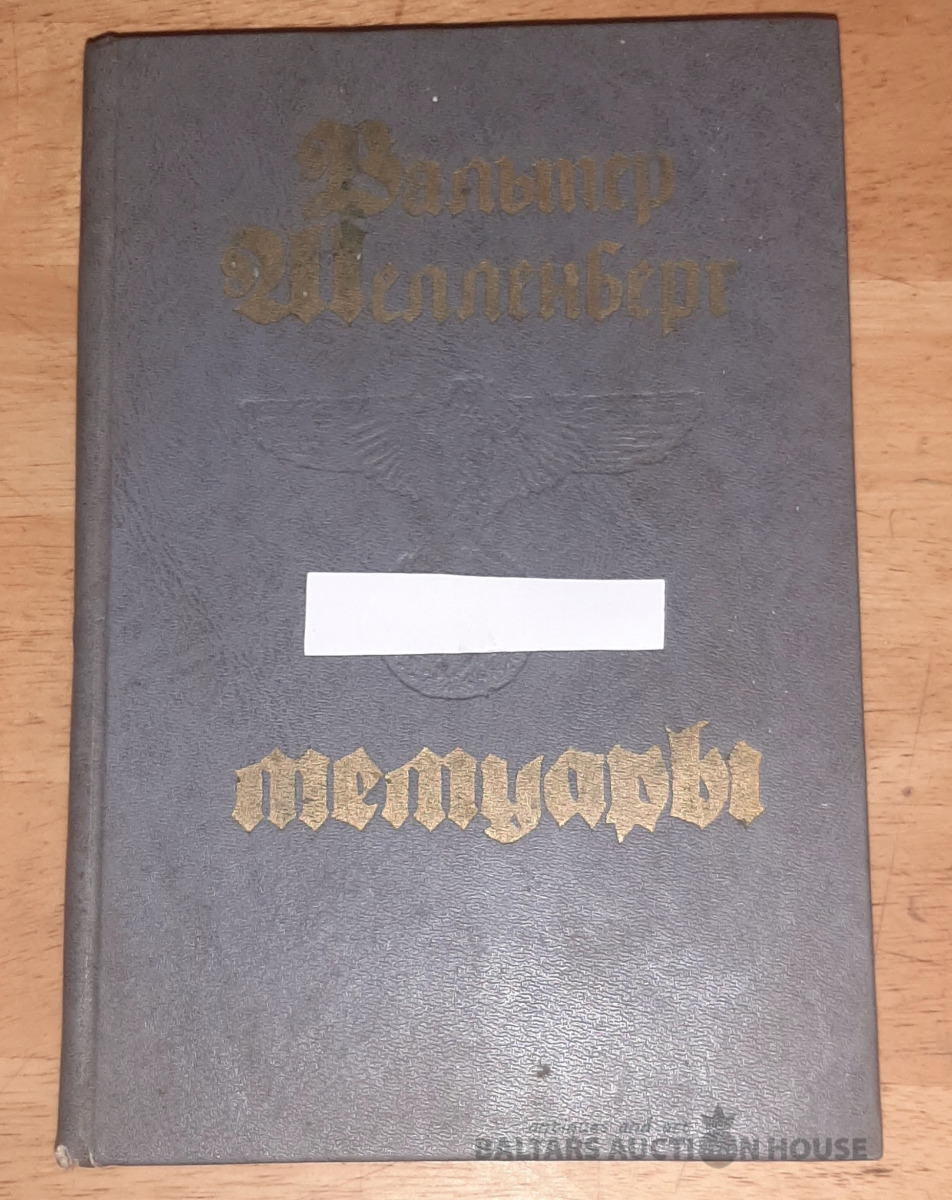 Вальтер
Шелленберг
мемуары
antiques and art
BALTARS AUCTION HOUSE